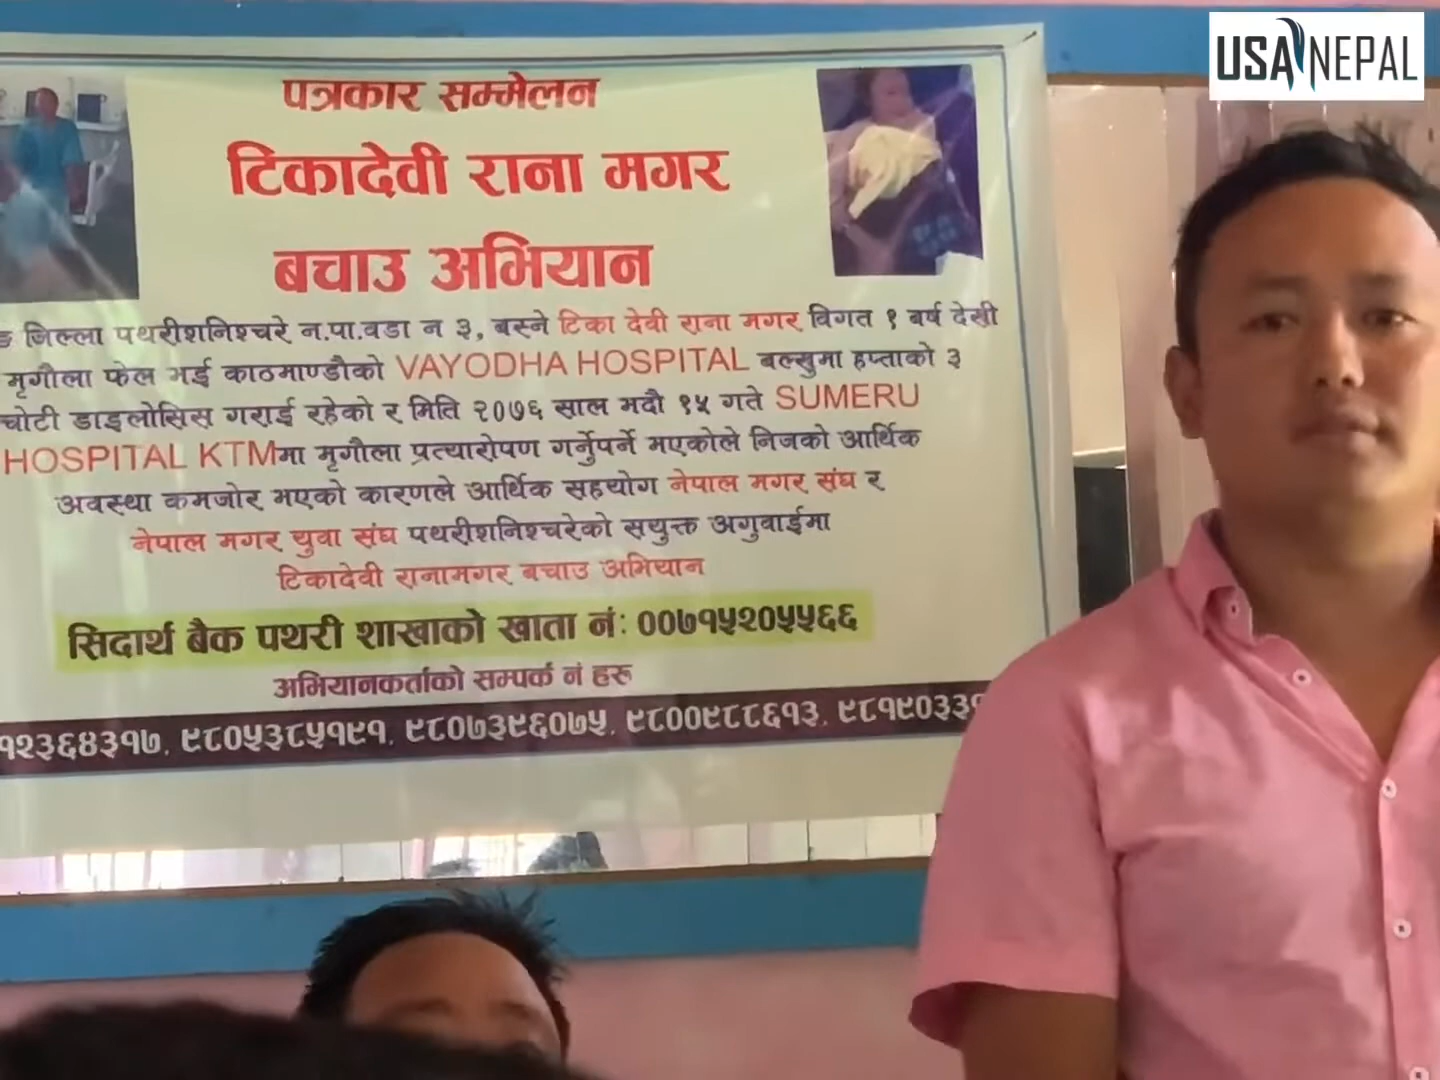 USA NEPAL
पत्रकार सम्मेलन
टिकादेवी राना मगर
बचाउ अभियान
जिल्ला पथरीशनिश्चरे न.पा.वडा न ३, बस्ने टिका देवी राना मगर विगत १ बर्ष देखी
मृगौला फेल भई काठमाण्डौको VAYODHA HOSPITAL बल्खुमा हप्ताको ३
चोटी डाइलोसिस गराई रहेको र मिति २०७६ साल भदौ १५ गते SUMERU
HOSPITAL KTMमा मृगौला प्रत्यारोपण गर्नुपर्ने भएकोले निजको आर्थिक
अवस्था कमजोर भएको कारणले आर्थिक सहयोग नेपाल मगर संघ र
नेपाल मगर युवा संघ पथरीशनिश्चरेको सयुक्त अगुवाईमा
टिकादेवी रानामगर बचाउ अभियान
सिदार्थ बैक पथरी शाखाको खाता नं: ००७१५२०५५६६
अभियानकर्ताको सम्पर्क नं हरू
१२३६४३१७, ९८०५३८५१९१, ९८०७३९६०७५, ९८००९८८६१३, ९८१९०३३९